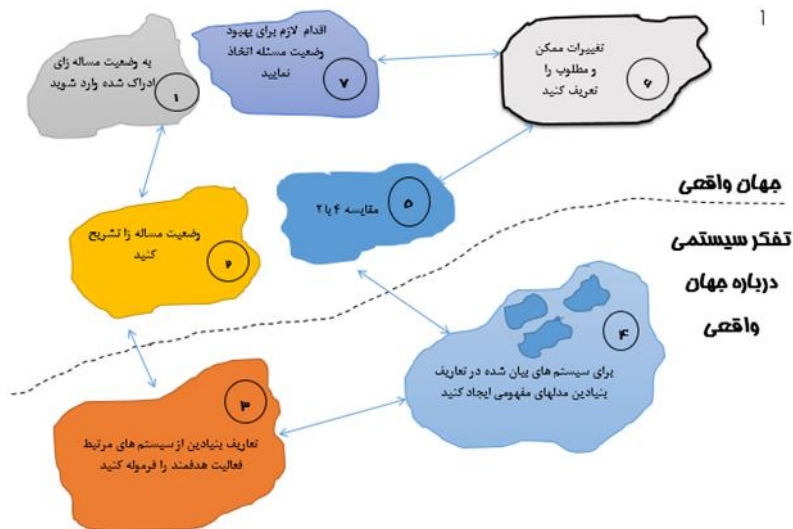 ۱
به وضعیت مساله زای
ادراک شده وارد شوید
۱
وضعیت مساله زا تشریح
کنید
۲
تعاریف بنیادین از سیستم های مرتبط
فعالیت هدفمند را فرموله کنید
۳
برای سیستم های بیان شده در تعاریف
بنیادین مدلهای مفهومی ایجاد کنید
۴
مقایسه ۴ با ۲
۵
تغییرات ممکن
و مطلوب را
تعریف کنید
۶
اقدام لازم برای بهبود
وضعیت مسئله اتخاذ
نمایید
۷
جهان واقعی
تفکر سیستمی
درباره جهان
واقعی